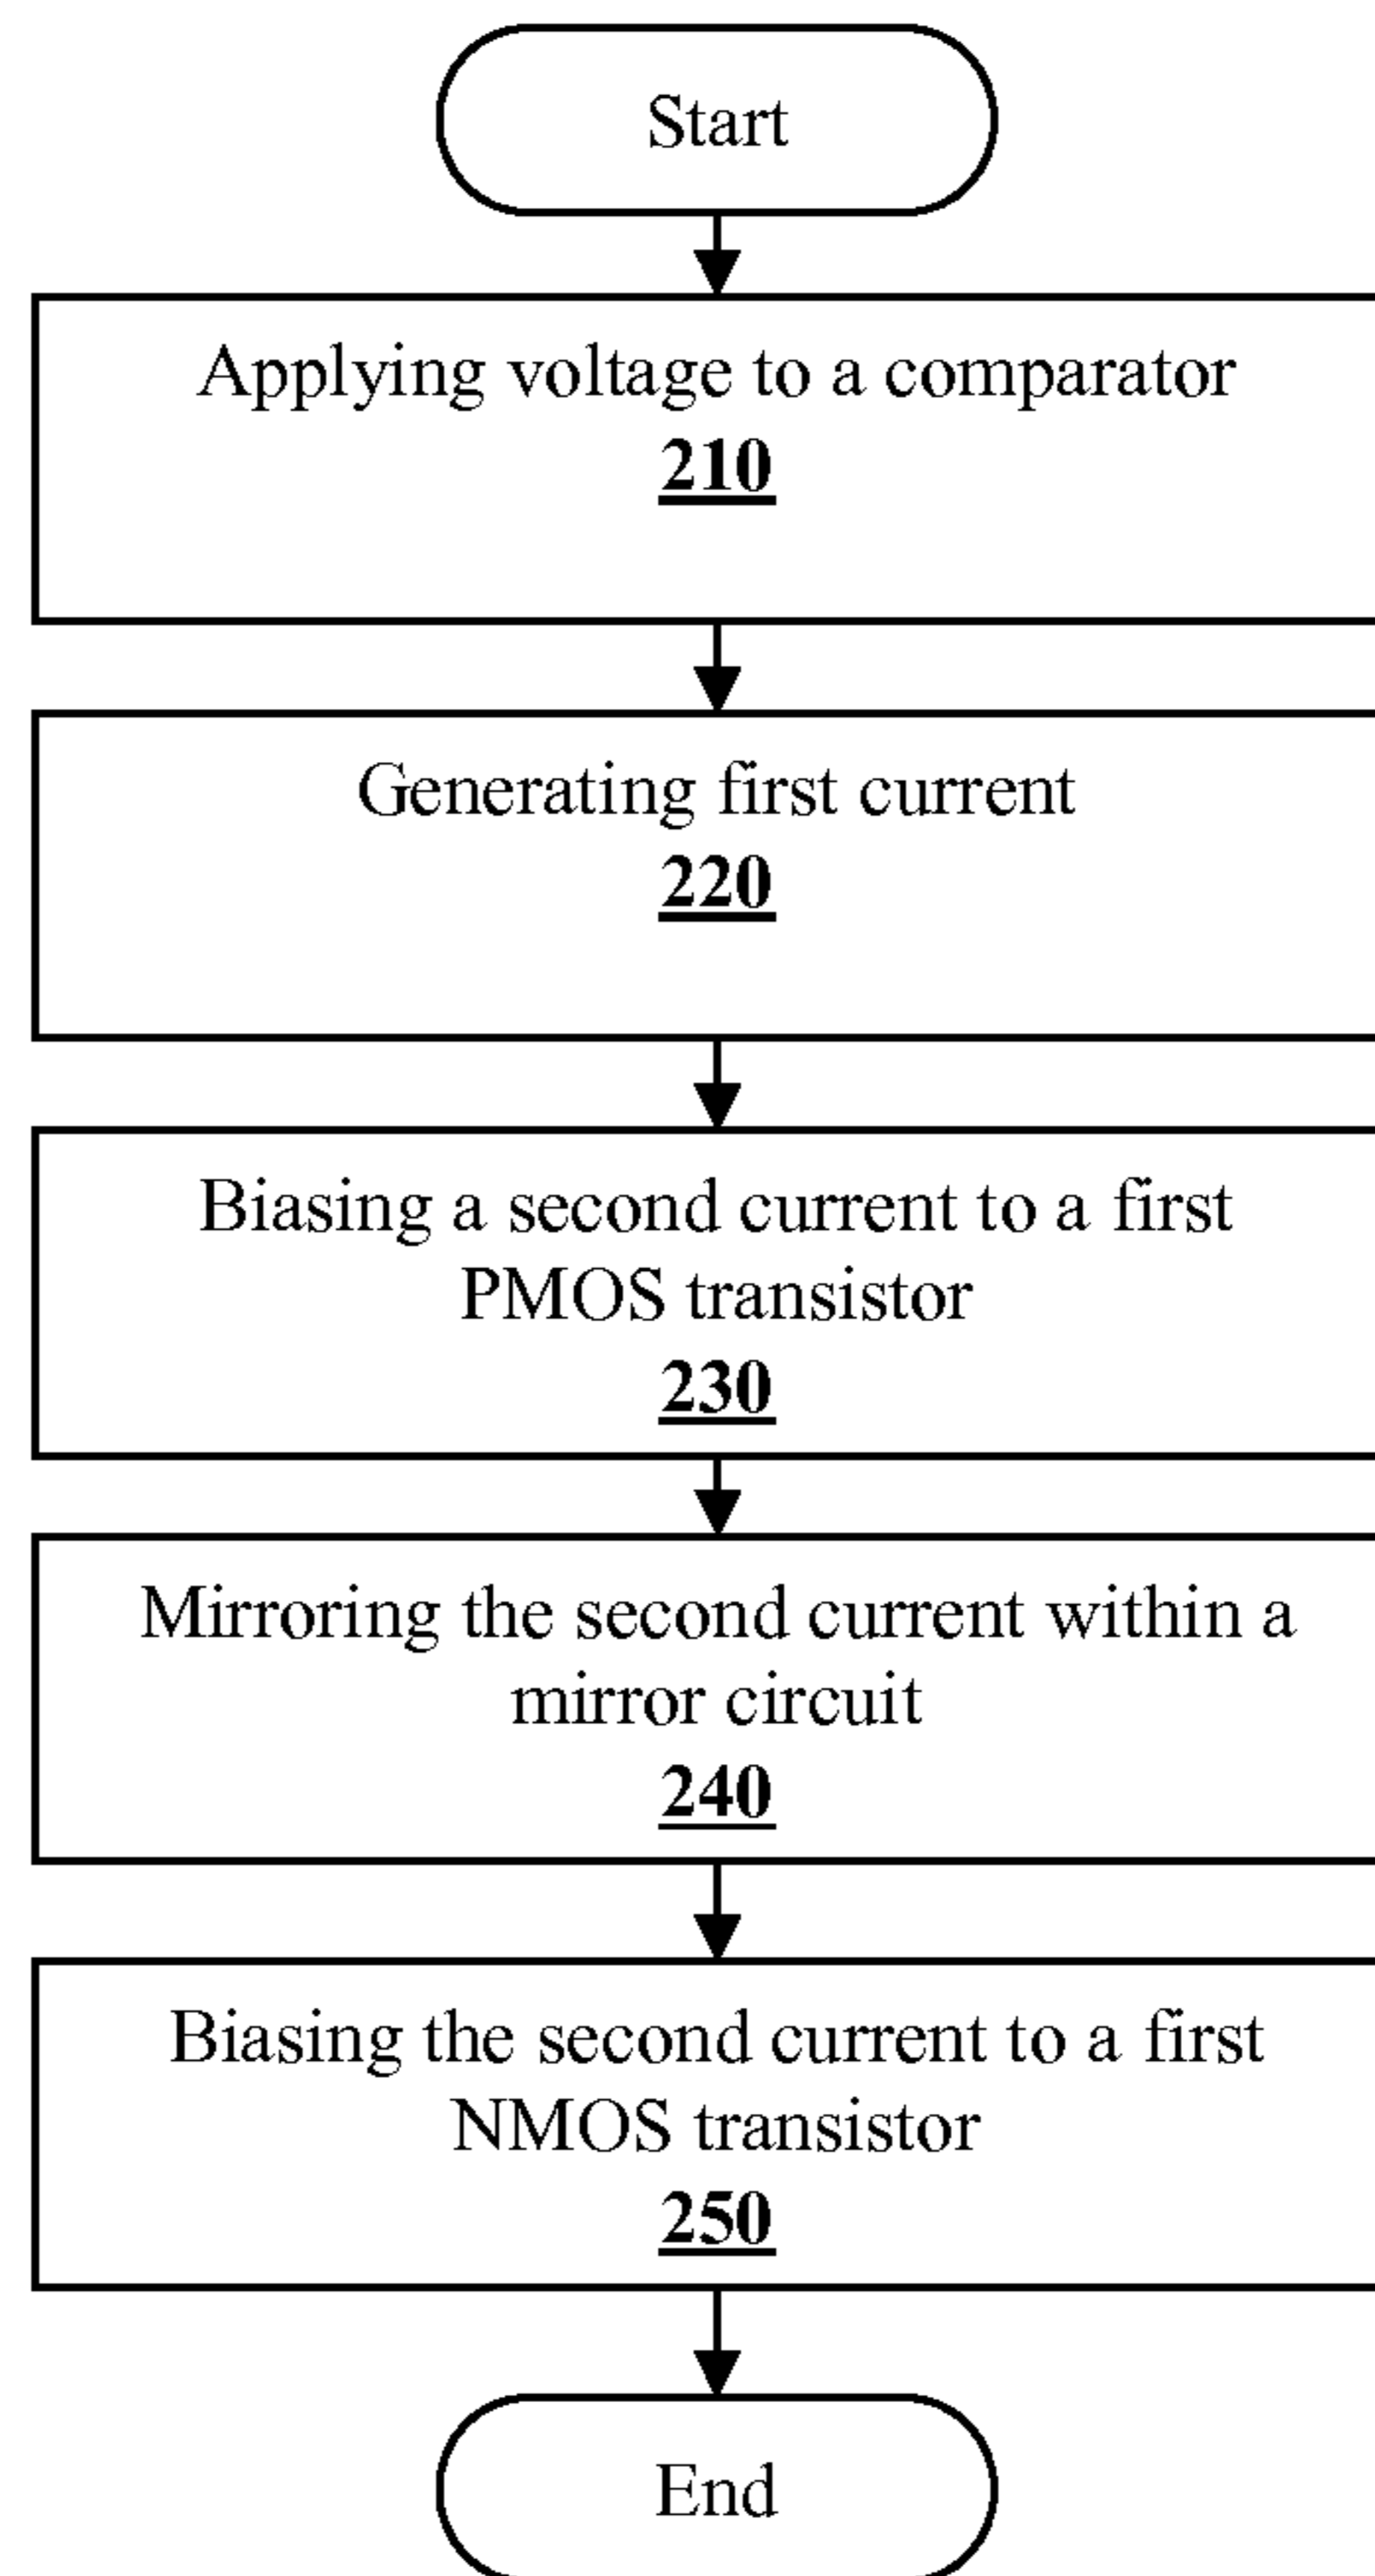 Start
Applying voltage to a comparator
210
Generating first current
220
Biasing a second current to a first
PMOS transistor
230
Mirroring the second current within a
mirror circuit
240
Biasing the second current to a first
NMOS transistor
250
End